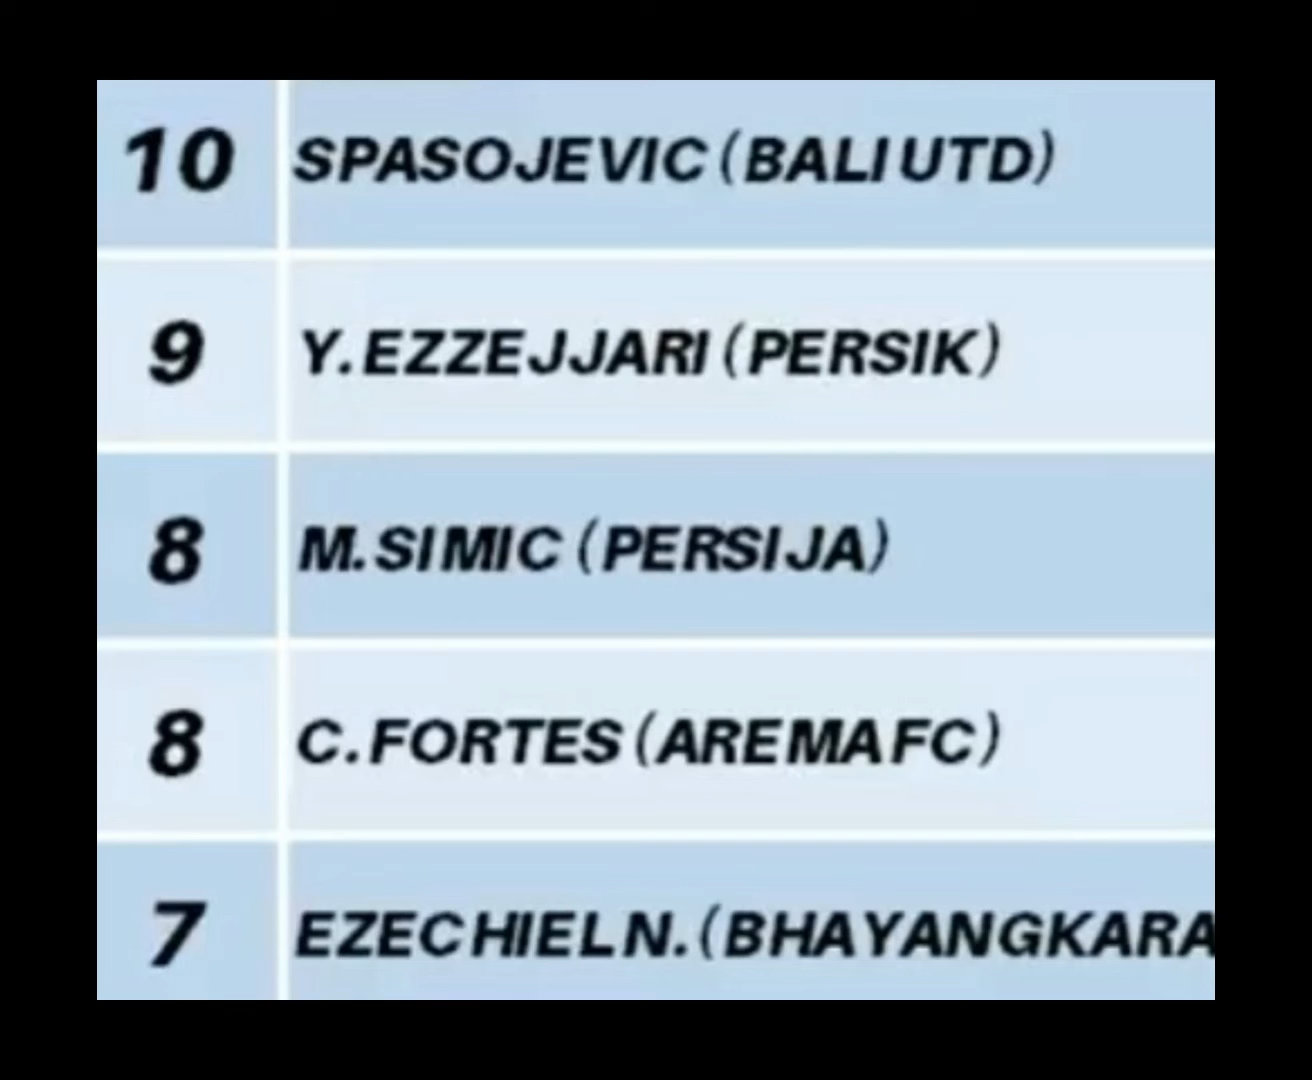 10 SPASOJEVIC (BALI UTD)
9 Y. EZZEJJARI (PERSIK)
8 M. SIMIC (PERSIJA)
8 C. FORTES (AREMA FC)
7 EZECHIEL N. (BHAYANGKARA